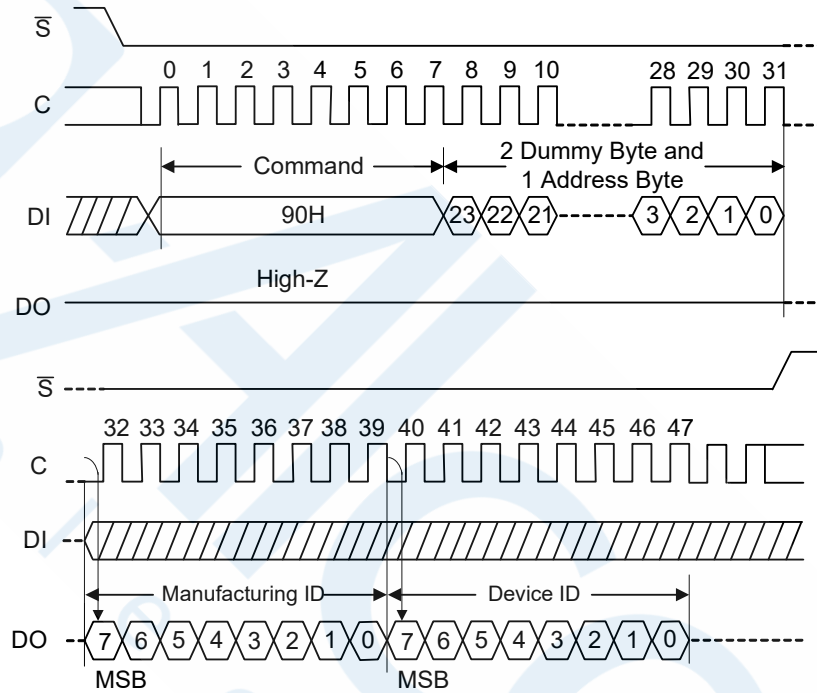 S
0 1 2 3 4 5 6 7 8 9 10 28 29 30 31
C
Command
2 Dummy Byte and
1 Address Byte
DI 90H 23 22 21 3 2 1 0
High-Z
DO
S
32 33 34 35 36 37 38 39 40 41 42 43 44 45 46 47
C
DI
Manufacturing ID Device ID
DO 7 6 5 4 3 2 1 0 7 6 5 4 3 2 1 0
MSB MSB